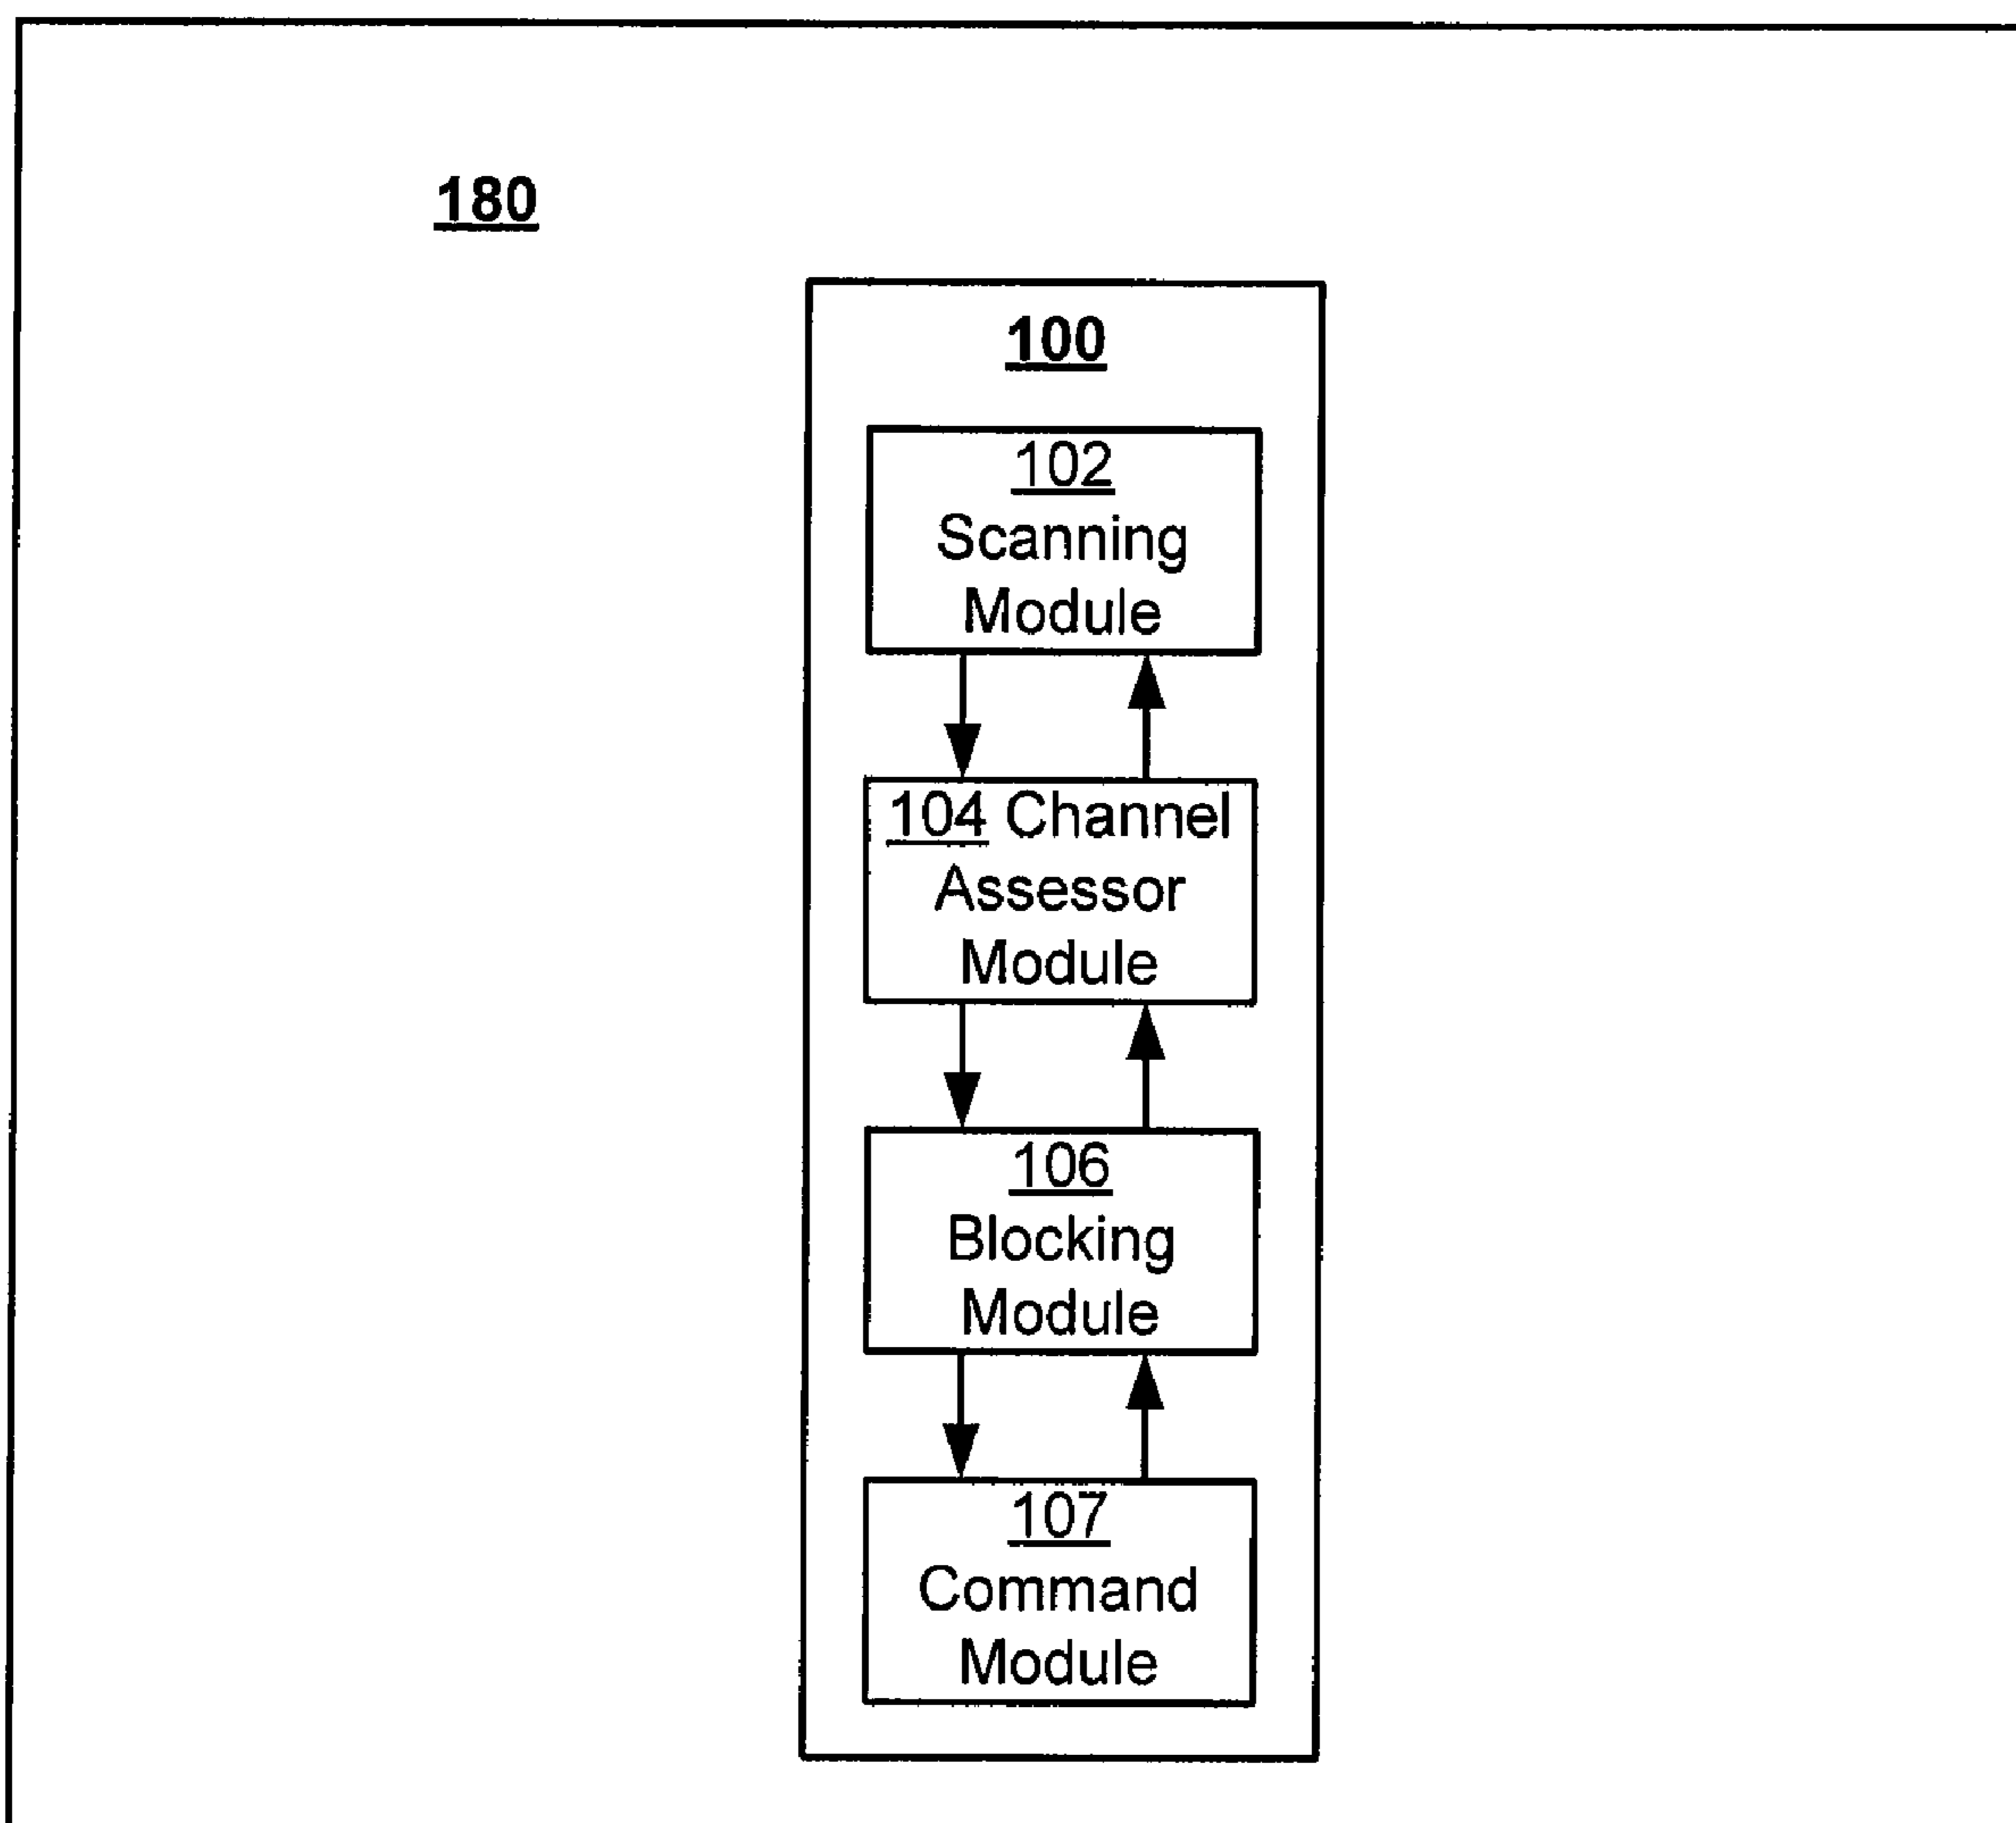 180
100
102
Scanning
Module
104 Channel
Assessor
Module
106
Blocking
Module
107
Command
Module